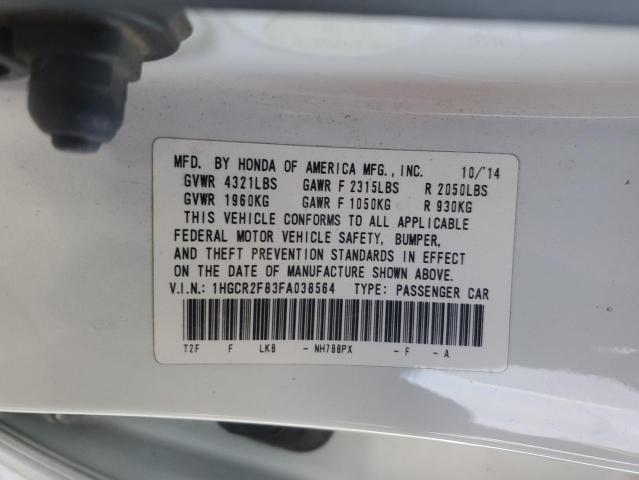 MFD. BY HONDA OF AMERICA MFG., INC. 10/'14
GVWR 4321LBS GAWR F 2315LBS R 2050LBS
GVWR 1960KG GAWR F 1050KG R 930KG
THIS VEHICLE CONFORMS TO ALL APPLICABLE
FEDERAL MOTOR VEHICLE SAFETY, BUMPER,
AND THEFT PREVENTION STANDARDS IN EFFECT
ON THE DATE OF MANUFACTURE SHOWN ABOVE.
V.I.N.: 1HGCR2F83FA038564 TYPE: PASSENGER CAR
T2F F LK8 - NH788PX - F - A